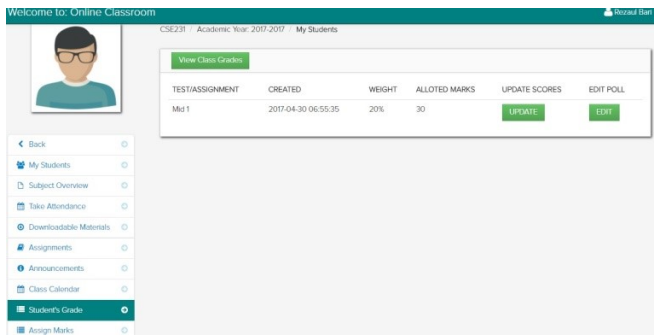 Welcome to: Online Classroom
Rezaul Bari
CSE231 / Academic Year: 2017-2017 / My Students
View Class Grades
TEST/ASSIGNMENT CREATED WEIGHT ALLOTED MARKS UPDATE SCORES EDIT POLL
Mid 1 2017-04-30 06:55:35 20% 30 UPDATE EDIT
Back
My Students
Subject Overview
Take Attendance
Downloadable Materials
Assignments
Announcements
Class Calendar
Student's Grade
Assign Marks